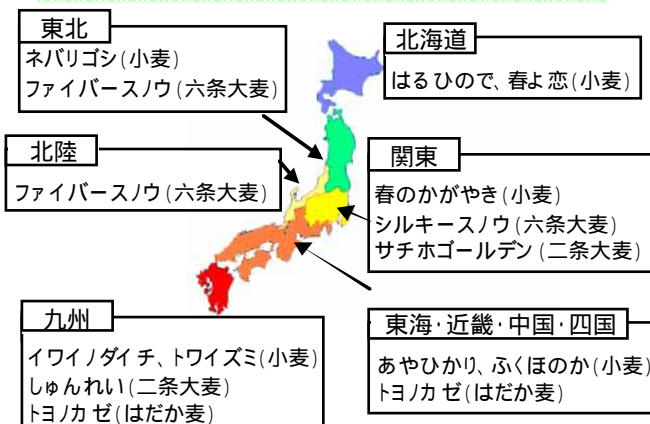 東北
ネバリゴシ(小麦)
ファイバースノウ(六条大麦)
北海道
はるひので、春よ恋(小麦)
北陸
ファイバースノウ(六条大麦)
関東
春のかがやき(小麦)
シルキースノウ(六条大麦)
サチホゴールデン(二条大麦)
九州
イワイノダイチ、トワイズミ(小麦)
しゅんれい(二条大麦)
トヨノカゼ(はだか麦)
東海・近畿・中国・四国
あやひかり、ふくほのか(小麦)
トヨノカゼ(はだか麦)